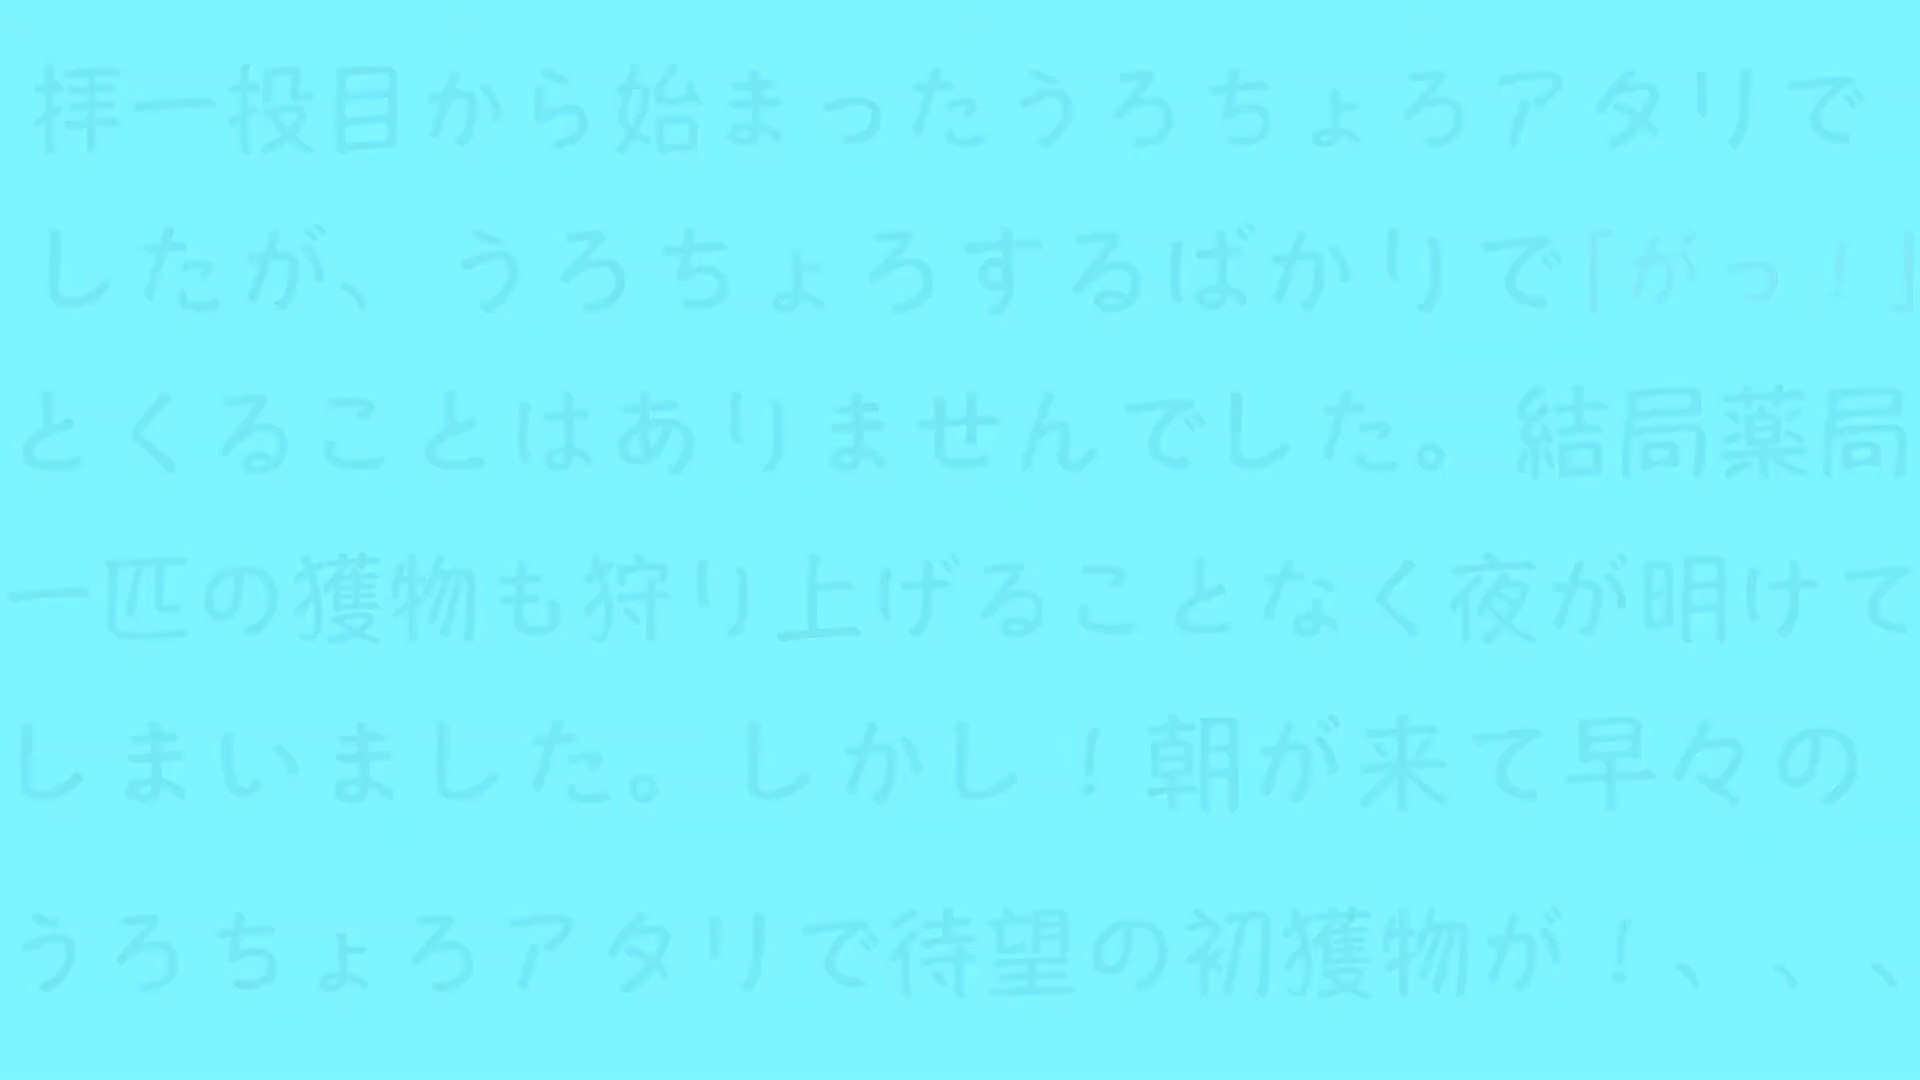 拝一投目から始まったうろちょろアタリで
したが、うろちょろするばかりで「がっ！」
とくることはありませんでした。結局薬局
一匹の獲物も狩り上げることなく夜が明けて
しまいました。しかし！朝が来て早々の
うろちょろアタリで待望の初獲物が！、、、